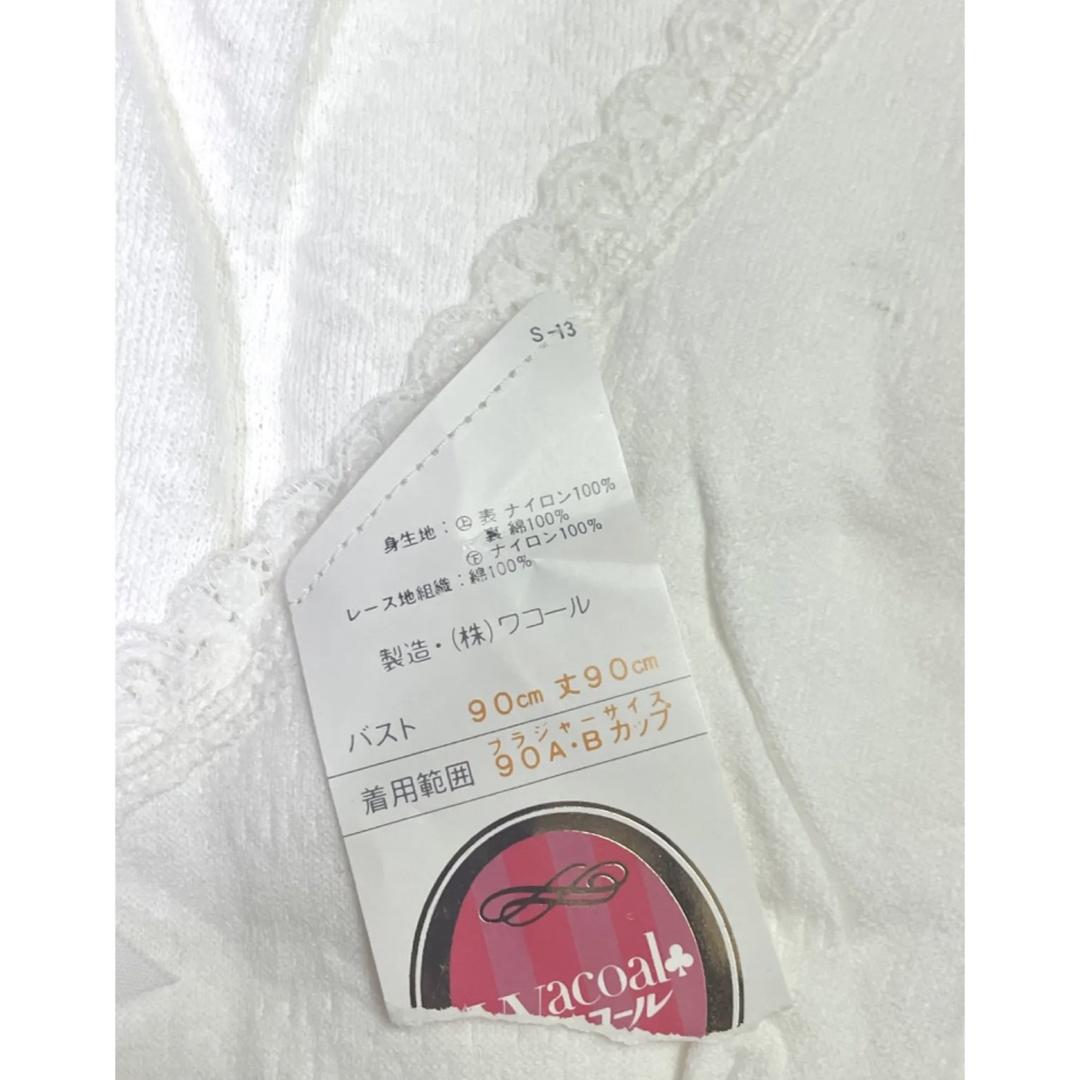 S-13
身生地：㊤ 表 ナイロン100%
裏 綿100%
㊦ ナイロン100%
レース地組織：綿100%
製造・(株)ワコール
バスト 90cm 丈90cm
ブラジャーサイズ
着用範囲 90A・Bカップ
Wacoal
コール